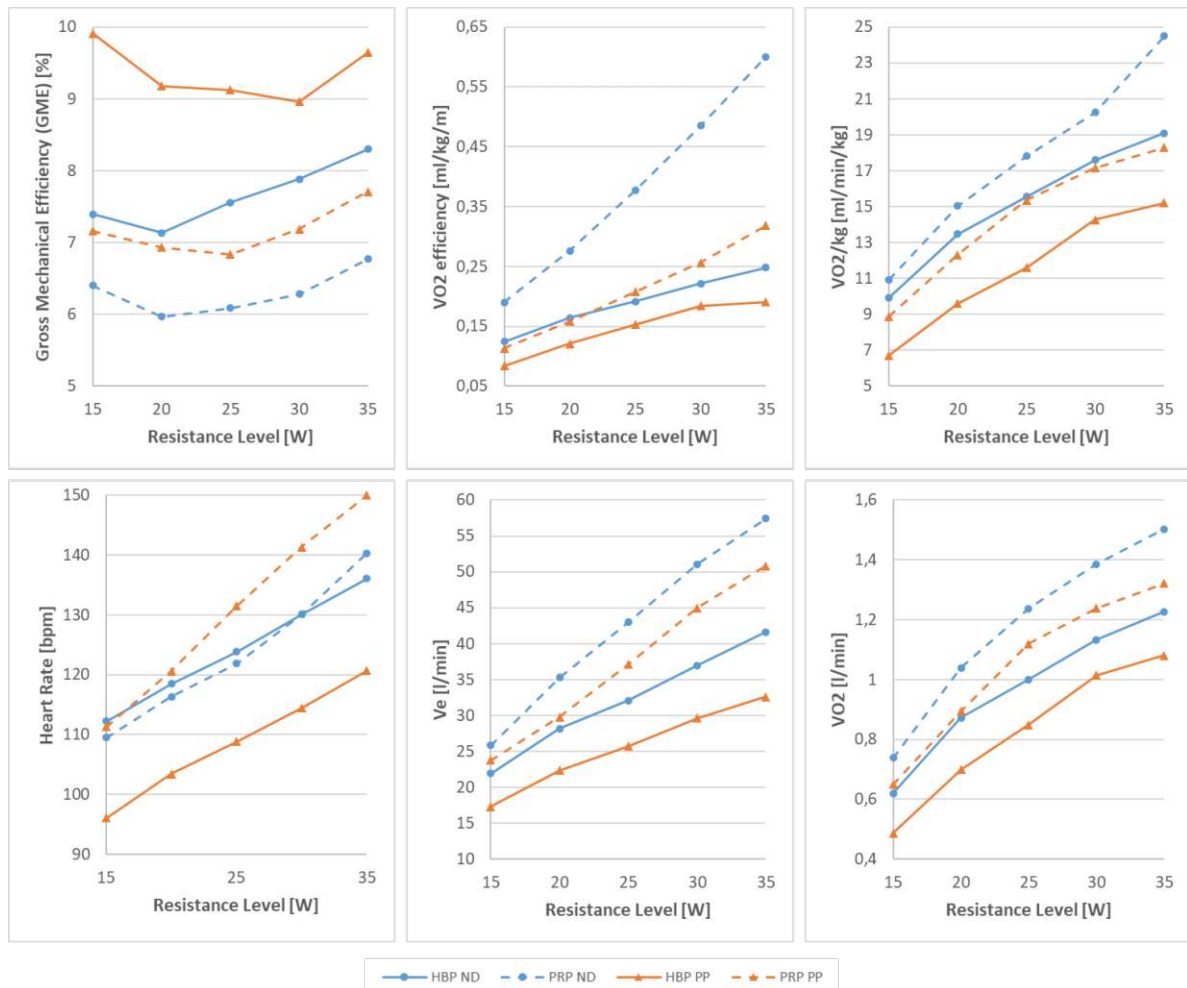 Gross Mechanical Efficiency (GME) [%]
10
9
8
7
6
5
15 20 25 30 35
Resistance Level [W]
VO2 efficiency [ml/kg/m]
0,65
0,55
0,45
0,35
0,25
0,15
0,05
15 20 25 30 35
Resistance Level [W]
VO2/kg [ml/min/kg]
25
23
21
19
17
15
13
11
9
7
5
15 20 25 30 35
Resistance Level [W]
Heart Rate [bpm]
150
140
130
120
110
100
90
15 25 35
Resistance Level [W]
Ve [l/min]
60
55
50
45
40
35
30
25
20
15
10
15 20 25 30 35
Resistance Level [W]
VO2 [l/min]
1,6
1,4
1,2
1
0,8
0,6
0,4
15 20 25 30 35
Resistance Level [W]
HBP ND PRP ND HBP PP PRP PP